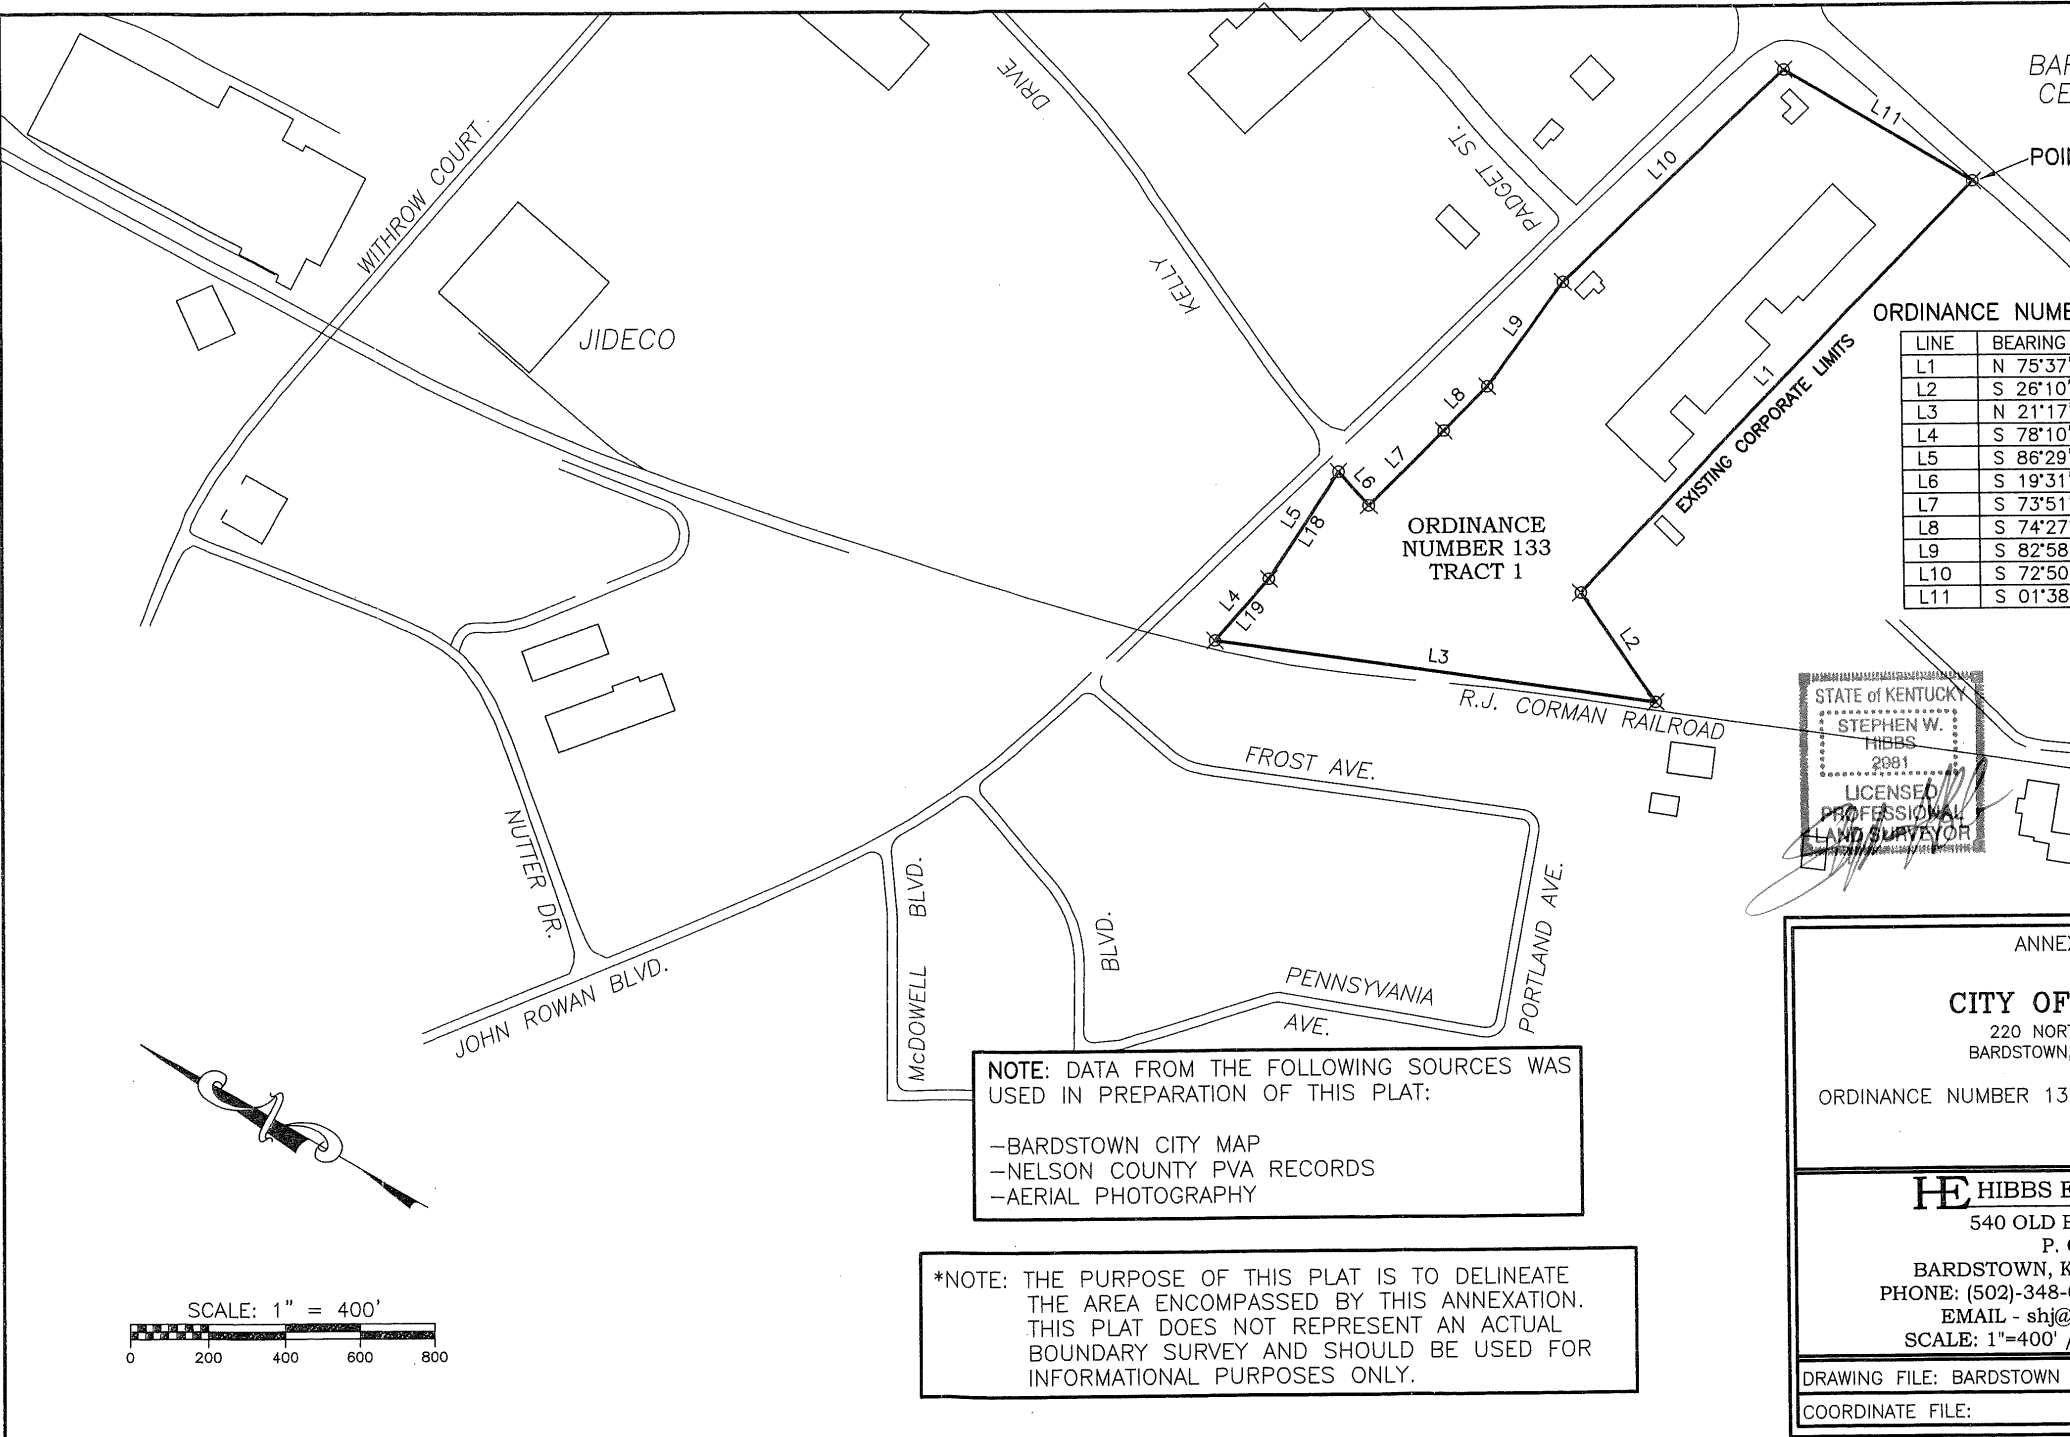 WITHROW COURT.
JIDECO
DRIVE
KELLY
PADGET ST.
L10
L11
BAR
CE
POI
L9
L8
L7
L6
L5
L18
L4
L19
L3
L2
L1
EXISTING CORPORATE LIMITS
ORDINANCE
NUMBER 133
TRACT 1
ORDINANCE NUMB
LINE BEARING
L1 N 75°37'
L2 S 26°10'
L3 N 21°17'
L4 S 78°10'
L5 S 86°29'
L6 S 19°31'
L7 S 73°51'
L8 S 74°27'
L9 S 82°58
L10 S 72°50
L11 S 01°38
R.J. CORMAN RAILROAD
STATE of KENTUCKY
STEPHEN W.
HIBBS
2981
LICENSED
PROFESSIONAL
LAND SURVEYOR
FROST AVE.
NUTTER DR.
JOHN ROWAN BLVD.
McDOWELL BLVD.
BLVD.
PENNSYVANIA
AVE.
PORTLAND AVE.
NOTE: DATA FROM THE FOLLOWING SOURCES WAS
USED IN PREPARATION OF THIS PLAT:
-BARDSTOWN CITY MAP
-NELSON COUNTY PVA RECORDS
-AERIAL PHOTOGRAPHY
*NOTE: THE PURPOSE OF THIS PLAT IS TO DELINEATE
THE AREA ENCOMPASSED BY THIS ANNEXATION.
THIS PLAT DOES NOT REPRESENT AN ACTUAL
BOUNDARY SURVEY AND SHOULD BE USED FOR
INFORMATIONAL PURPOSES ONLY.
SCALE: 1" = 400'
0 200 400 600 800
ANNEX
CITY OF
220 NORT
BARDSTOWN,
ORDINANCE NUMBER 13
HE HIBBS E
540 OLD
P.
BARDSTOWN, K
PHONE: (502)-348-
EMAIL - shj@
SCALE: 1"=400' /
DRAWING FILE: BARDSTOWN
COORDINATE FILE: